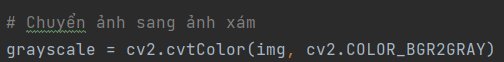 # Chuyển ảnh sang ảnh xám
grayscale = cv2.cvtColor(img, cv2.COLOR_BGR2GRAY)